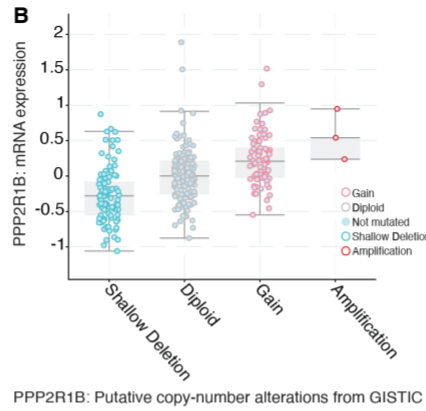 B
PPP2R1B: mRNA expression
2
1.5
1
0.5
0
-0.5
-1
Gain
Diploid
Not mutated
Shallow Deletio
Amplification
Shallow Deletion
Diploid
Gain
Amplification
PPP2R1B: Putative copy-number alterations from GISTIC